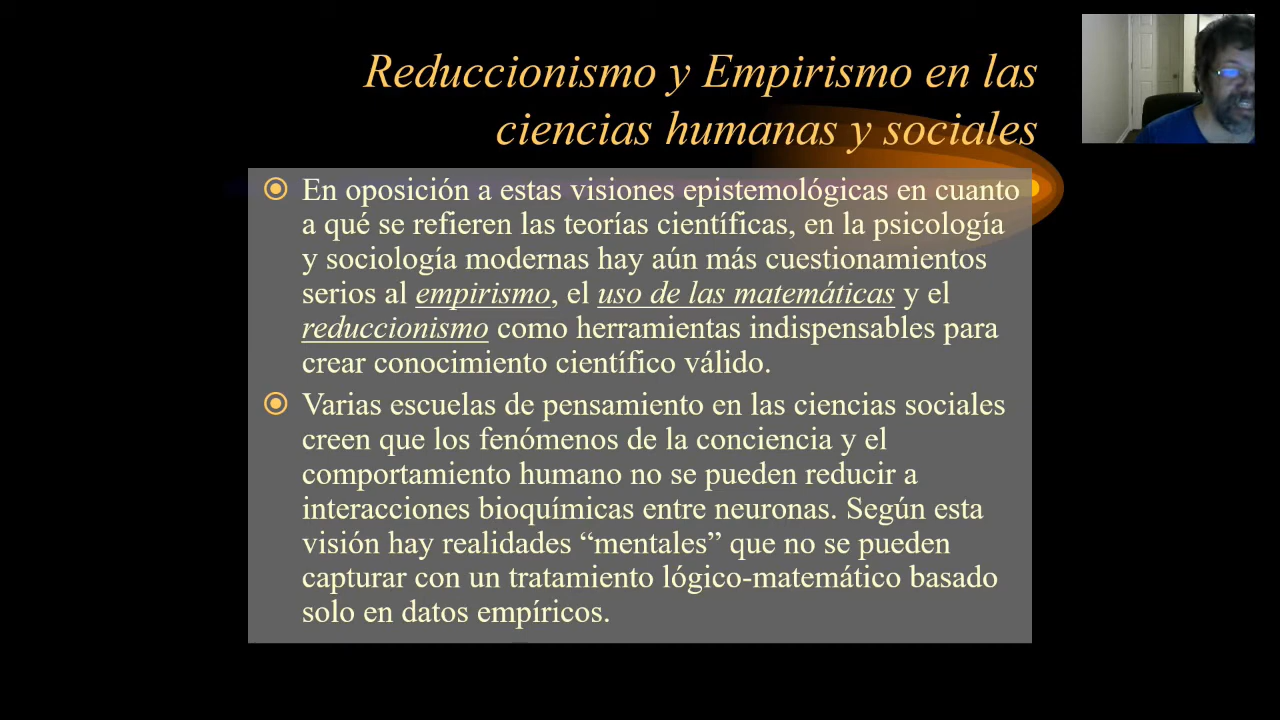 Reduccionismo y Empirismo en las
ciencias humanas y sociales
En oposición a estas visiones epistemológicas en cuanto
a qué se refieren las teorías científicas, en la psicología
y sociología modernas hay aún más cuestionamientos
serios al empirismo, el uso de las matemáticas y el
reduccionismo como herramientas indispensables para
crear conocimiento científico válido.
Varias escuelas de pensamiento en las ciencias sociales
creen que los fenómenos de la conciencia y el
comportamiento humano no se pueden reducir a
interacciones bioquímicas entre neuronas. Según esta
visión hay realidades “mentales” que no se pueden
capturar con un tratamiento lógico-matemático basado
solo en datos empíricos.